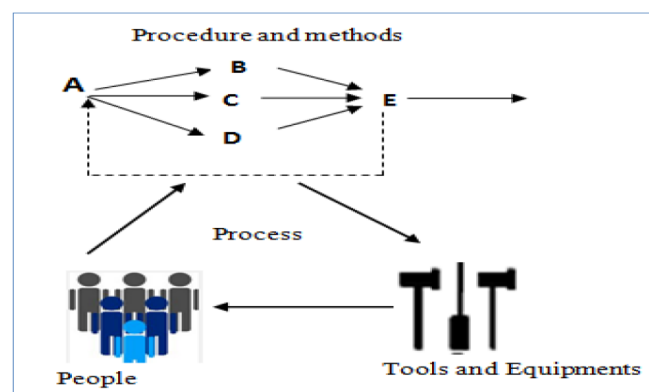 Procedure and methods
B
A
C
E
D
Process
Tools and Equipments
People